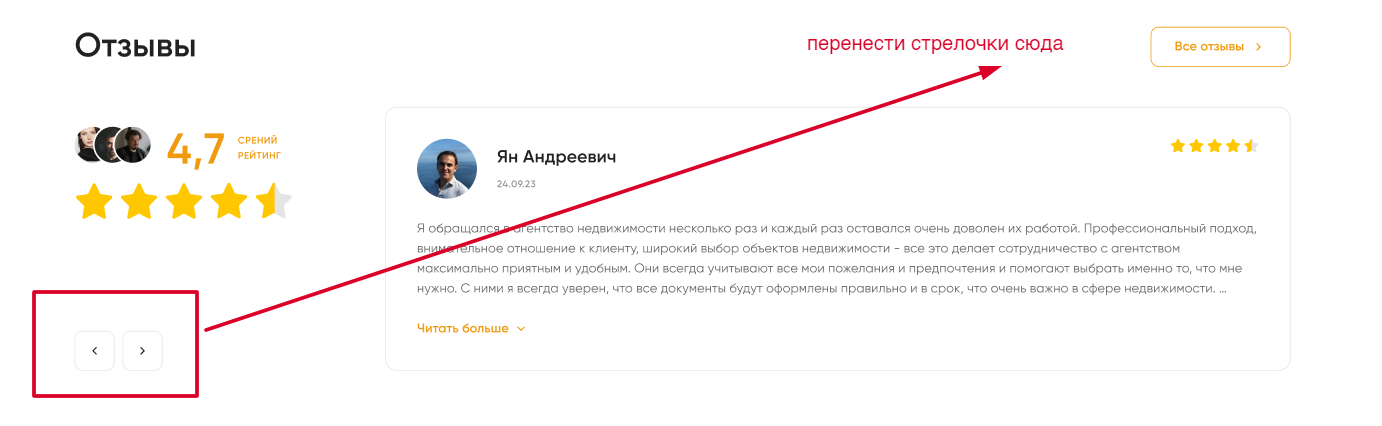 Отзывы
перенести стрелочки сюда
Все отзывы
4,7
СРЕНИЙ
РЕЙТИНГ
Ян Андреевич
24.09.23
Я обращался в агентство недвижимости несколько раз и каждый раз оставался очень доволен их работой. Профессиональный подход,
внимательное отношение к клиенту, широкий выбор объектов недвижимости - все это делает сотрудничество с агентством
максимально приятным и удобным. Они всегда учитывают все мои пожелания и предпочтения и помогают выбрать именно то, что мне
нужно. С ними я всегда уверен, что все документы будут оформлены правильно и в срок, что очень важно в сфере недвижимости. ...
Читать больше